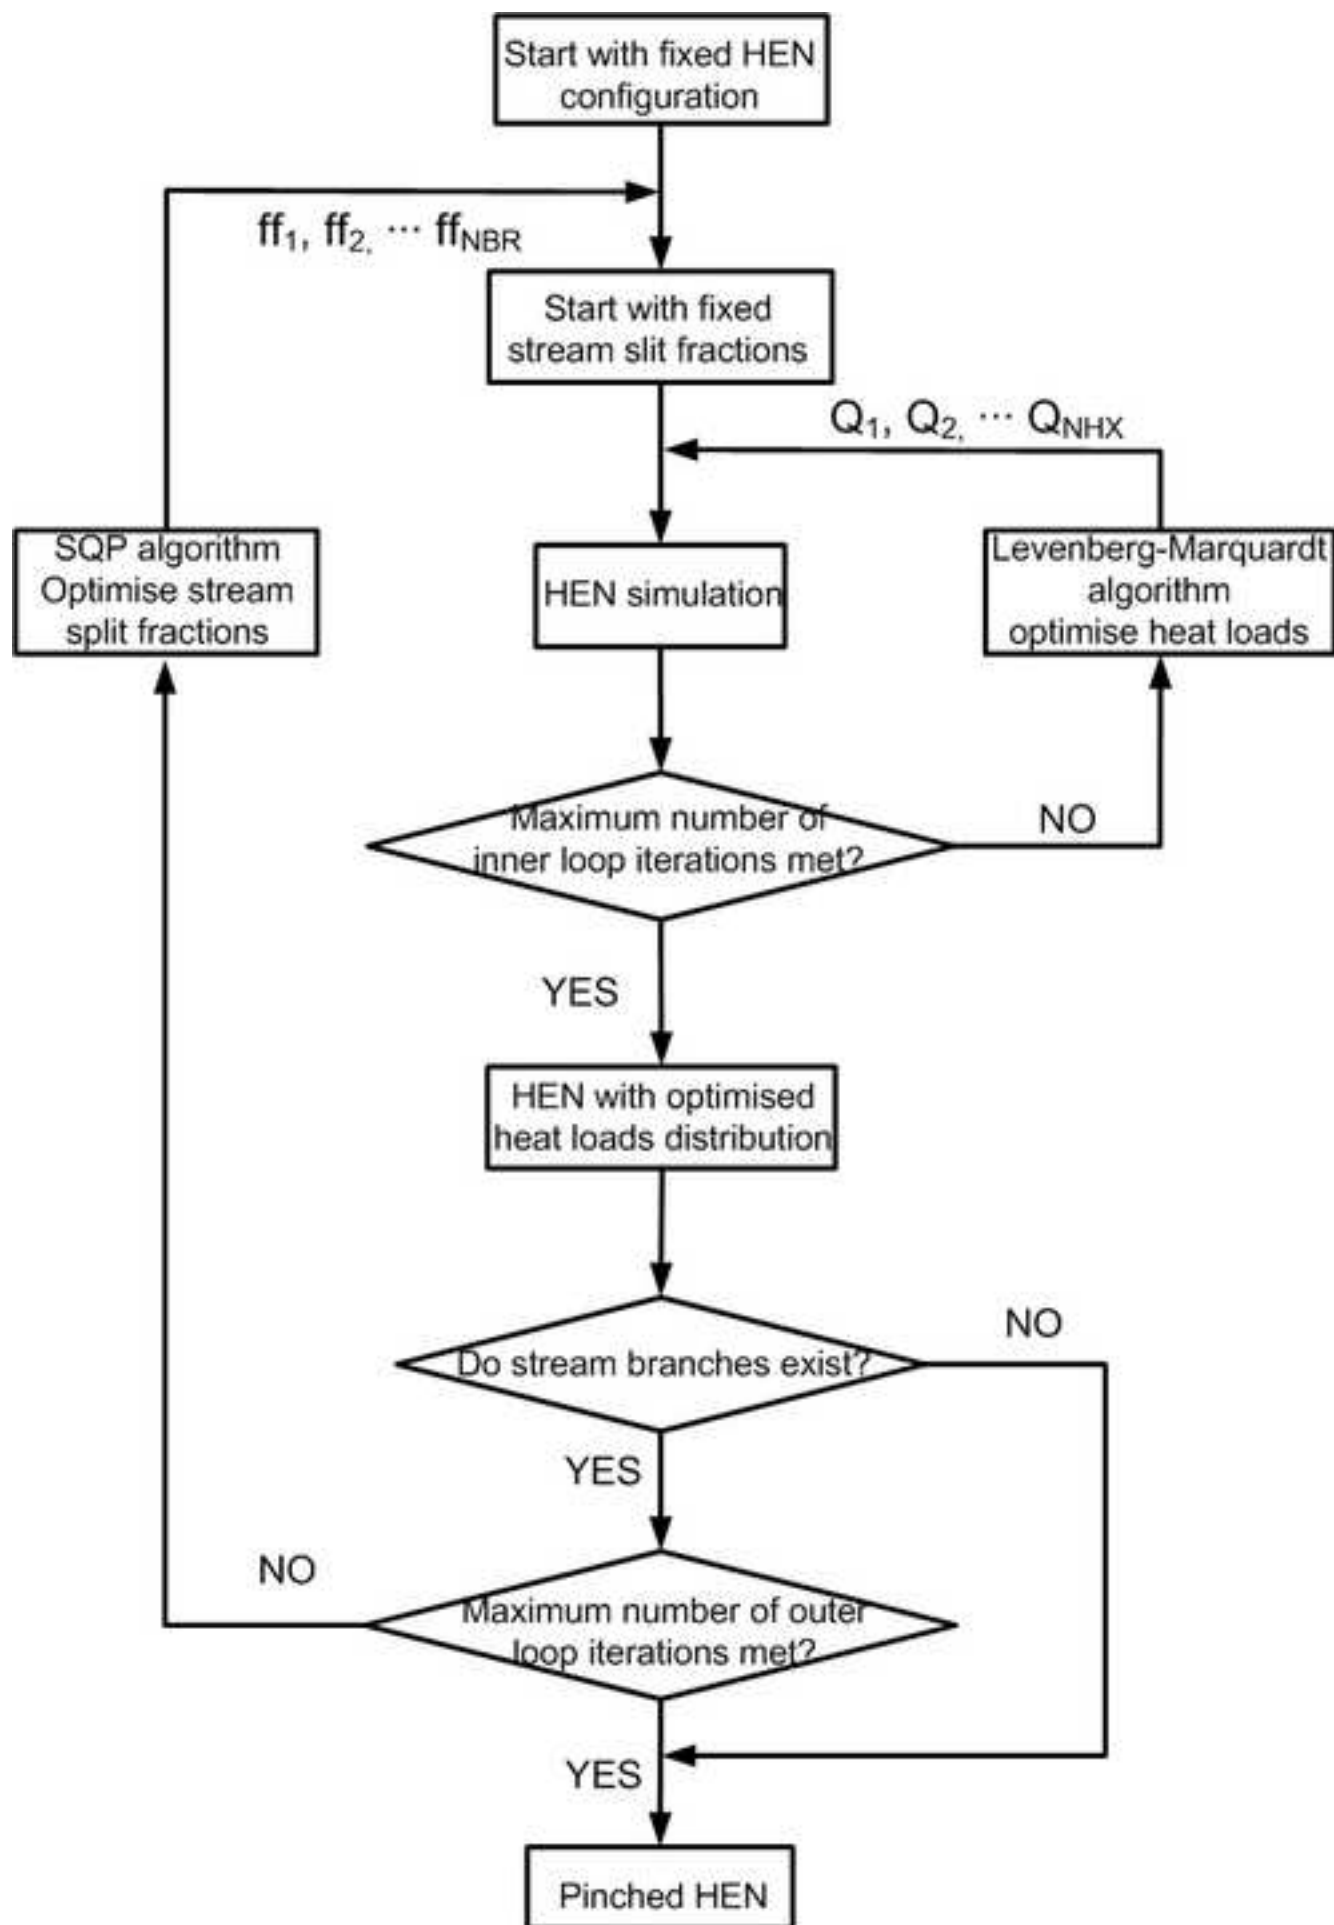 Start with fixed HEN
configuration
ff1, ff2, ··· ffNBR
Start with fixed
stream slit fractions
Q1, Q2, ··· QNHX
SQP algorithm
Optimise stream
split fractions
HEN simulation
Levenberg-Marquardt
algorithm
optimise heat loads
Maximum number of
inner loop iterations met?
NO
YES
HEN with optimised
heat loads distribution
Do stream branches exist?
NO
YES
Maximum number of outer
loop iterations met?
NO
YES
Pinched HEN